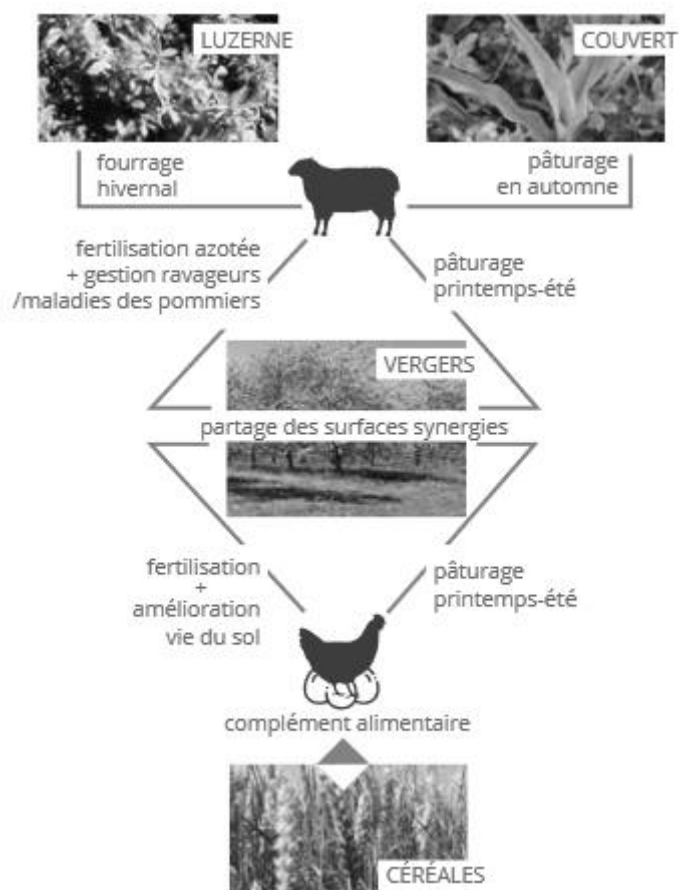 LUZERNE
COUVERT
fourrage
hivernal
pâturage
en automne
fertilisation azotée
+ gestion ravageurs
/maladies des pommiers
pâturage
printemps-été
VERGERS
partage des surfaces synergies
fertilisation
+
amélioration
vie du sol
pâturage
printemps-été
complément alimentaire
CÉRÉALES